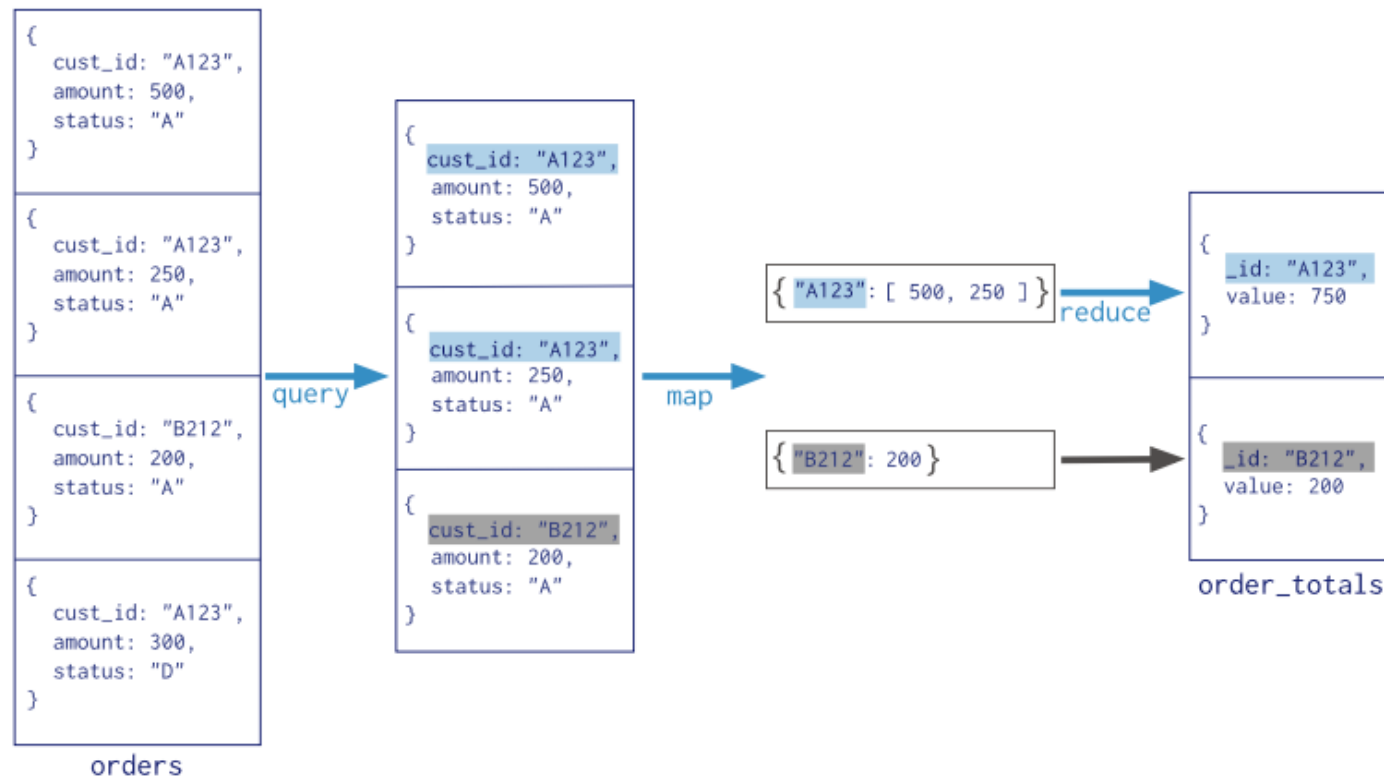 {
cust_id: "A123",
amount: 500,
status: "A"
}
{
cust_id: "A123",
amount: 250,
status: "A"
}
{
cust_id: "B212",
amount: 200,
status: "A"
}
{
cust_id: "A123",
amount: 300,
status: "D"
}
orders
query
{
cust_id: "A123",
amount: 500,
status: "A"
}
{
cust_id: "A123",
amount: 250,
status: "A"
}
{
cust_id: "B212",
amount: 200,
status: "A"
}
map
{ "A123": [ 500, 250 ] }
{ "B212": 200 }
reduce
{
_id: "A123",
value: 750
}
{
_id: "B212",
value: 200
}
order_totals